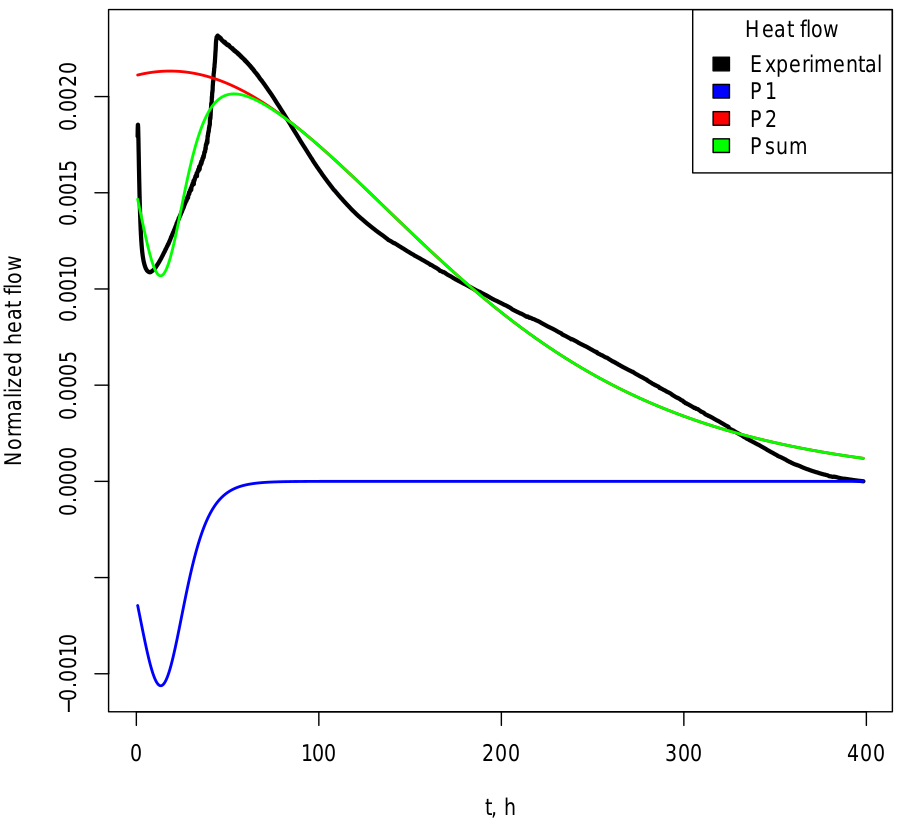 Heat flow
Experimental
P1
P2
Psum
Normalized heat flow
0.0020
0.0015
0.0010
0.0005
0.0000
−0.0010
0
100
200
300
400
t, h